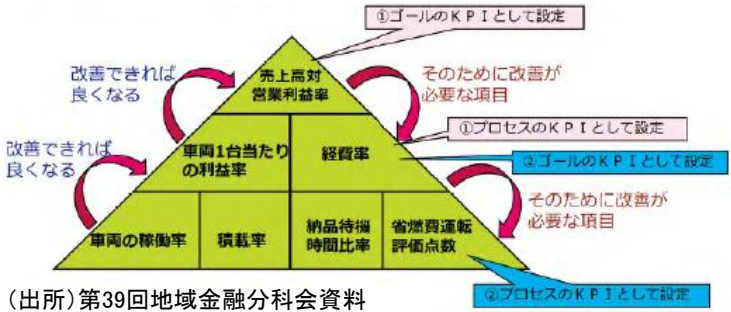 ①ゴールのKPIとして設定
改善できれば
良くなる
売上高対
営業利益率
そのために改善が
必要な項目
①プロセスのKPIとして設定
改善できれば
良くなる
車両1台当たり
の利益率
経費率
②ゴールのKPIとして設定
そのために改善が
必要な項目
車両の稼働率
積載率
納品待機
時間比率
省燃費運転
評価点数
(出所)第39回地域金融分科会資料
②プロセスのKPIとして設定